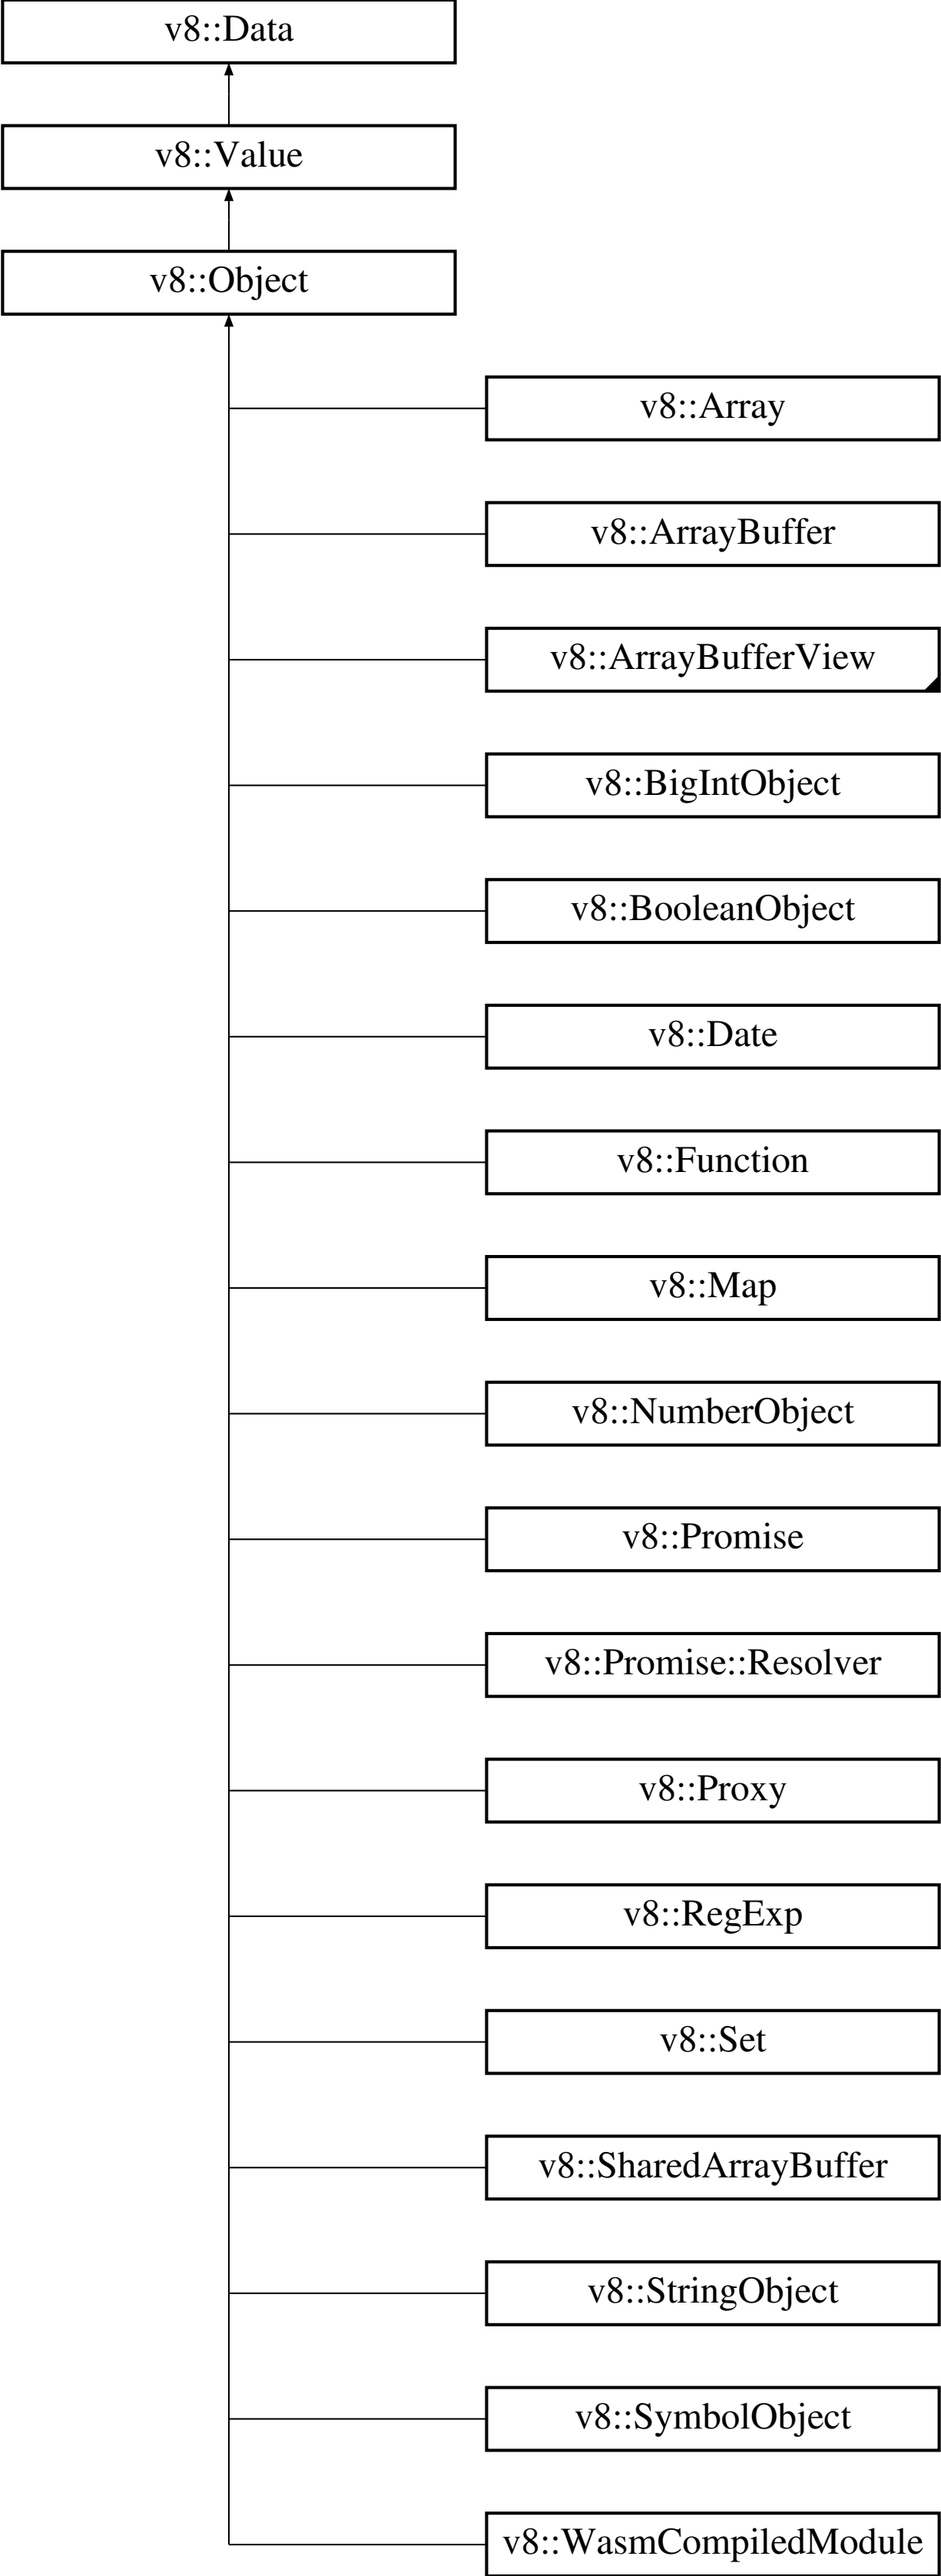 v8::Data
v8::Value
v8::Object
v8::Array
v8::ArrayBuffer
v8::ArrayBufferView
v8::BigIntObject
v8::BooleanObject
v8::Date
v8::Function
v8::Map
v8::NumberObject
v8::Promise
v8::Promise::Resolver
v8::Proxy
v8::RegExp
v8::Set
v8::SharedArrayBuffer
v8::StringObject
v8::SymbolObject
v8::WasmCompiledModule